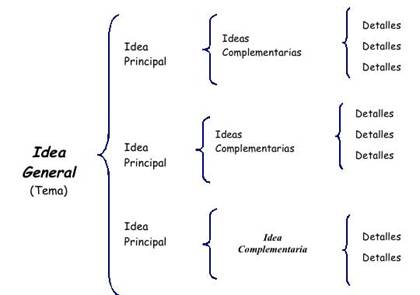 Idea
General
(Tema)
Idea
Principal
Ideas
Complementarias
Detalles
Detalles
Detalles
Idea
Principal
Ideas
Complementarias
Detalles
Detalles
Detalles
Idea
Principal
Idea
Complementaria
Detalles
Detalles